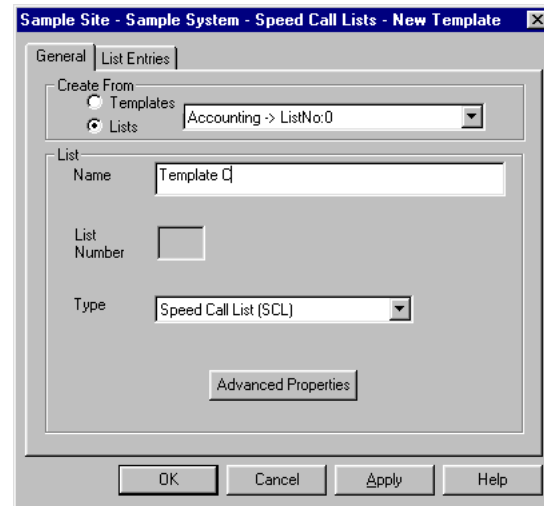 Sample Site - Sample System - Speed Call Lists - New Template
General List Entries
Create From
Templates
Lists
Accounting -> ListNo:0
List
Name Template C
List
Number
Type Speed Call List (SCL)
Advanced Properties
OK Cancel Apply Help